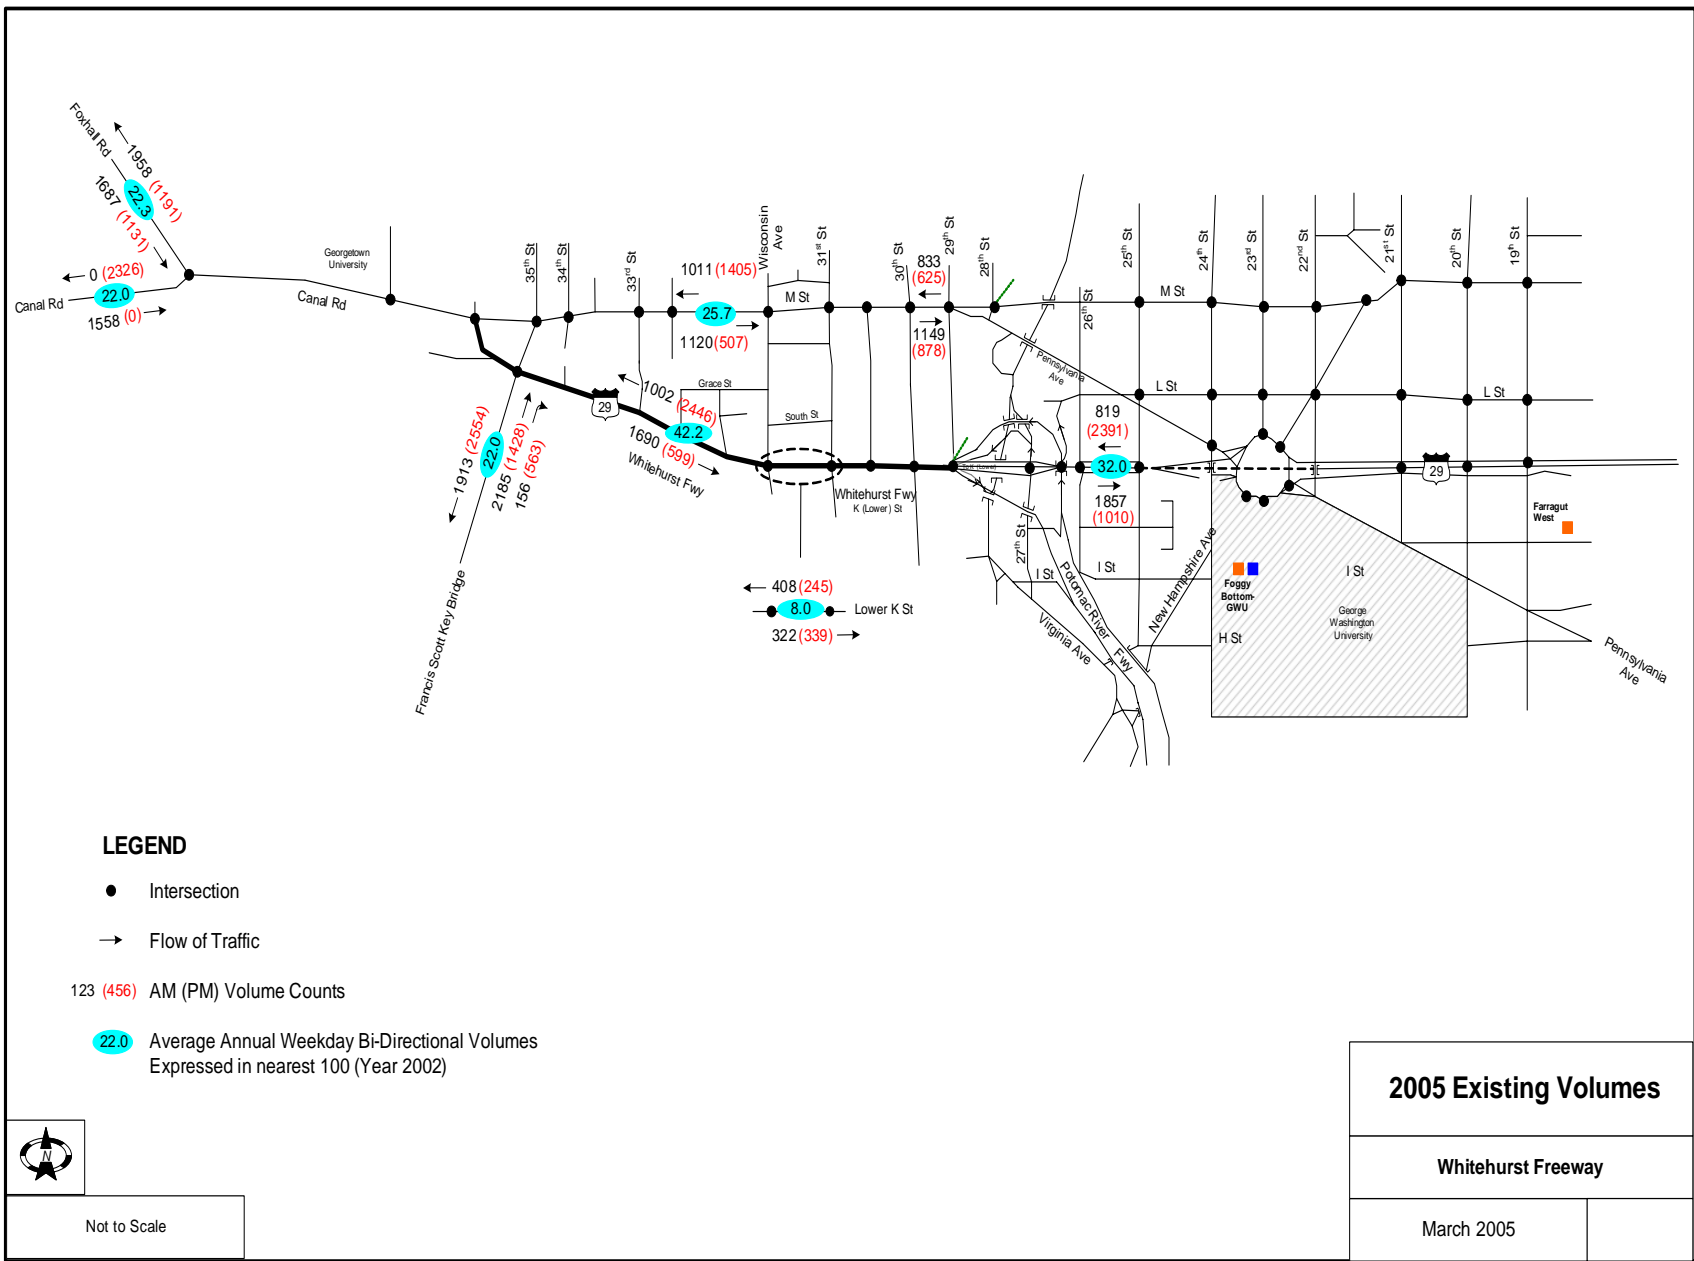 Foxhall Rd
1958 (1191)
22.3
1687 (1131)
0 (2326)
Canal Rd
22.0
1558 (0)
Georgetown
University
Canal Rd
35th St
34th St
33rd St
1011 (1405)
25.7
1120 (507)
Wisconsin
Ave
M St
31st St
30th St
29th St
28th St
833
(625)
1149
(878)
26th St
25th St
24th St
23rd St
22nd St
21st St
20th St
19th St
M St
Pennsylvania
Ave
L St
L St
Grace St
South St
29
1002 (2446)
42.2
1690 (599)
Whitehurst Fwy
1913 (2554)
22.0
2185 (1428)
156 (563)
Francis Scott Key Bridge
Whitehurst Fwy
K (Lower) St
To K (Lower)
819
(2391)
32.0
1857
(1010)
29
Farragut
West
408 (245)
8.0
Lower K St
322 (339)
27th St
I St
I St
I St
Potomac River
Fwy
Virginia Ave
New Hampshire Ave
H St
Foggy
Bottom-
GWU
George
Washington
University
Pennsylvania
Ave
LEGEND
Intersection
Flow of Traffic
123 (456) AM (PM) Volume Counts
22.0 Average Annual Weekday Bi-Directional Volumes
Expressed in nearest 100 (Year 2002)
N
Not to Scale
2005 Existing Volumes
Whitehurst Freeway
March 2005